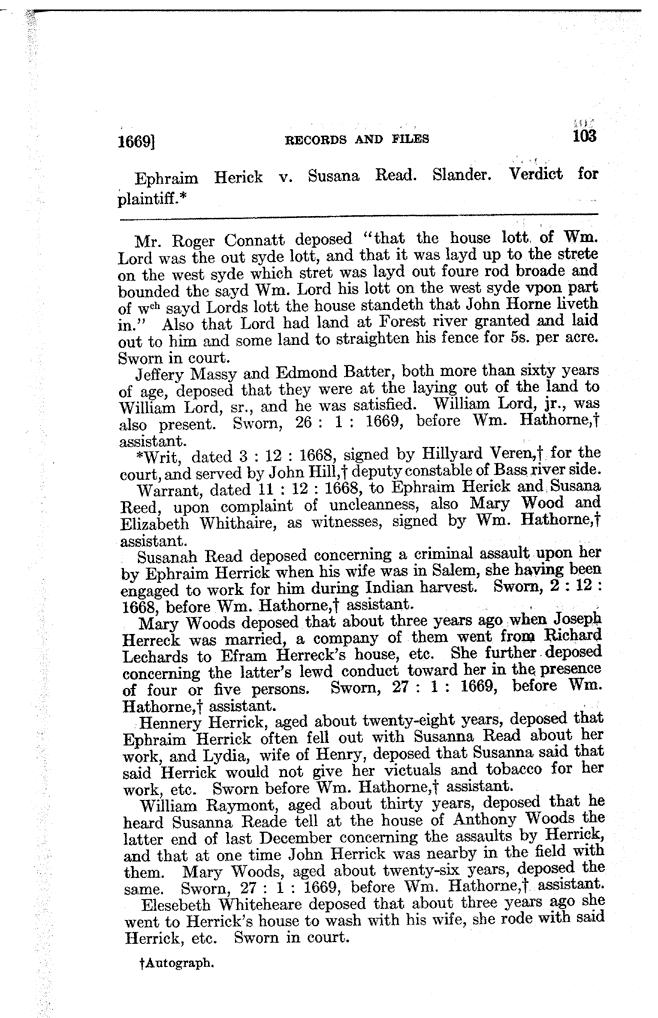 1669] RECORDS AND FILES 103
Ephraim Herick v. Susana Read. Slander. Verdict for
plaintiff.*
Mr. Roger Connatt deposed "that the house lott of Wm.
Lord was the out syde lott, and that it was layd up to the strete
on the west syde which stret was layd out foure rod broade and
bounded the sayd Wm. Lord his lott on the west syde vpon part
of wch sayd Lords lott the house standeth that John Horne liveth
in." Also that Lord had land at Forest river granted and laid
out to him and some land to straighten his fence for 5s. per acre.
Sworn in court.
Jeffery Massy and Edmond Batter, both more than sixty years
of age, deposed that they were at the laying out of the land to
William Lord, sr., and he was satisfied. William Lord, jr., was
also present. Sworn, 26 : 1 : 1669, before Wm. Hathorne,†
assistant.
*Writ, dated 3 : 12 : 1668, signed by Hillyard Veren,† for the
court, and served by John Hill,† deputy constable of Bass river side.
Warrant, dated 11 : 12 : 1668, to Ephraim Herick and Susana
Reed, upon complaint of uncleanness, also Mary Wood and
Elizabeth Whithaire, as witnesses, signed by Wm. Hathorne,†
assistant.
Susanah Read deposed concerning a criminal assault upon her
by Ephraim Herrick when his wife was in Salem, she having been
engaged to work for him during Indian harvest. Sworn, 2 : 12 :
1668, before Wm. Hathorne,† assistant.
Mary Woods deposed that about three years ago when Joseph
Herreck was married, a company of them went from Richard
Lechards to Efram Herreck's house, etc. She further deposed
concerning the latter's lewd conduct toward her in the presence
of four or five persons. Sworn, 27 : 1 : 1669, before Wm.
Hathorne,† assistant.
Hennery Herrick, aged about twenty-eight years, deposed that
Ephraim Herrick often fell out with Susanna Read about her
work, and Lydia, wife of Henry, deposed that Susanna said that
said Herrick would not give her victuals and tobacco for her
work, etc. Sworn before Wm. Hathorne,† assistant.
William Raymont, aged about thirty years, deposed that he
heard Susanna Reade tell at the house of Anthony Woods the
latter end of last December concerning the assaults by Herrick,
and that at one time John Herrick was nearby in the field with
them. Mary Woods, aged about twenty-six years, deposed the
same. Sworn, 27 : 1 : 1669, before Wm. Hathorne,† assistant.
Elesebeth Whiteheare deposed that about three years ago she
went to Herrick's house to wash with his wife, she rode with said
Herrick, etc. Sworn in court.
†Autograph.